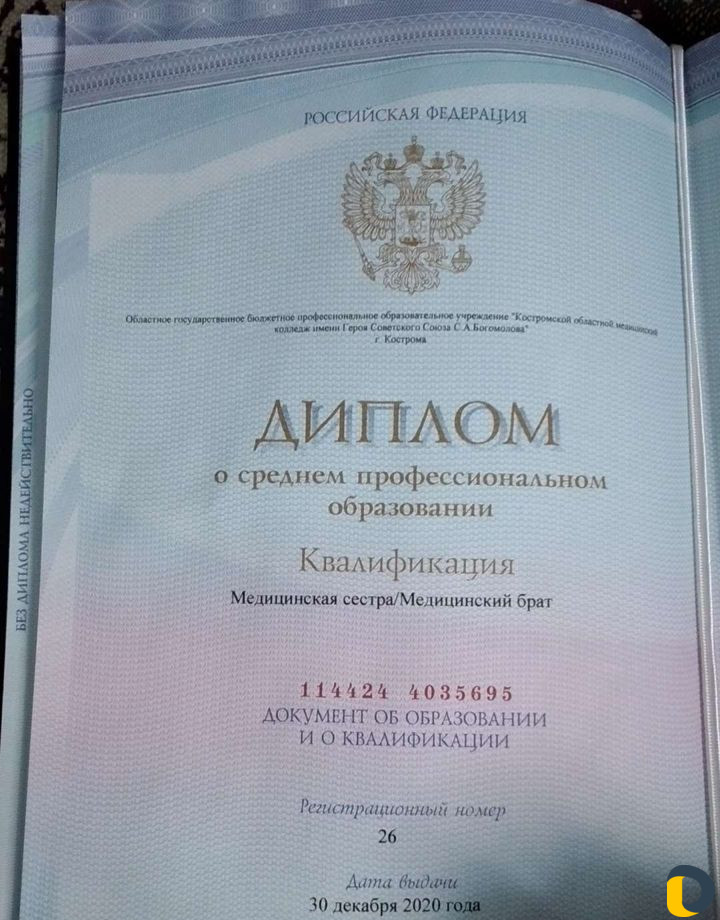 РОССИЙСКАЯ ФЕДЕРАЦИЯ
Областное государственное бюджетное профессиональное образовательное учреждение "Костромской областной медицинский
колледж имени Героя Советского Союза С.А.Богомолова"
г. Кострома
ДИПЛОМ
о среднем профессиональном
образовании
Квалификация
Медицинская сестра/Медицинский брат
114424 4035695
ДОКУМЕНТ ОБ ОБРАЗОВАНИИ
И О КВАЛИФИКАЦИИ
Регистрационный номер
26
Дата выдачи
30 декабря 2020 года
БЕЗ ДИПЛОМА НЕДЕЙСТВИТЕЛЬНО